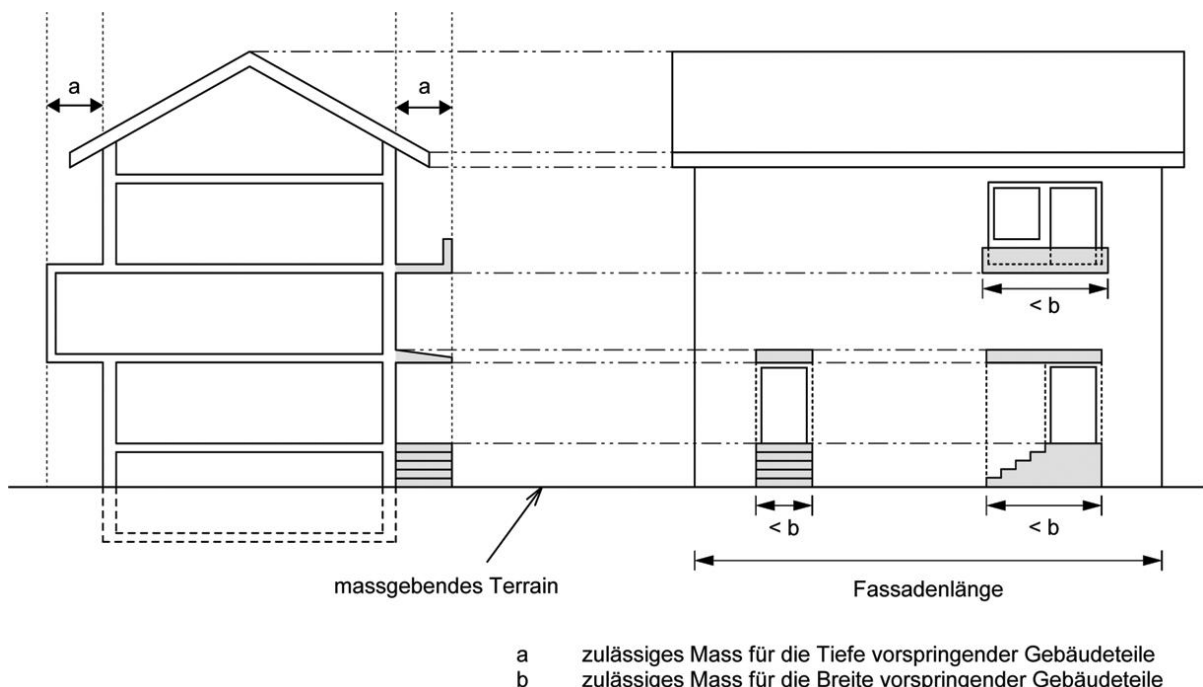 a
a
< b
< b
< b
massgebendes Terrain
Fassadenlänge
a zulässiges Mass für die Tiefe vorspringender Gebäudeteile
b zulässiges Mass für die Breite vorspringender Gebäudeteile